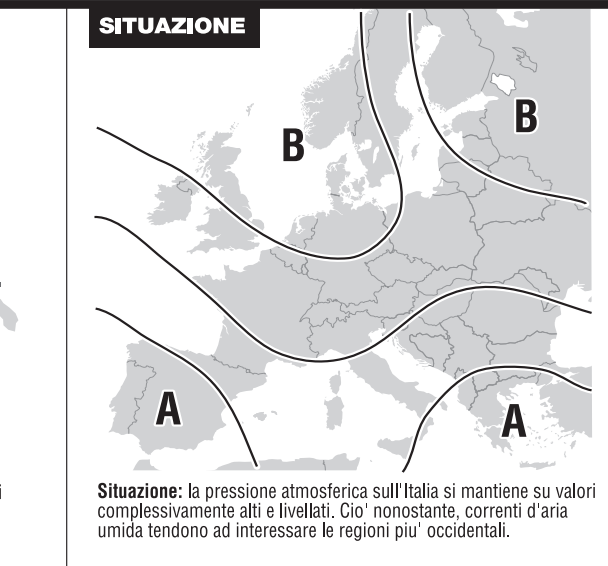 SITUAZIONE
B
B
A
A
Situazione: la pressione atmosferica sull'Italia si mantiene su valori
complessivamente alti e livellati. Cio' nonostante, correnti d'aria
umida tendono ad interessare le regioni piu' occidentali.